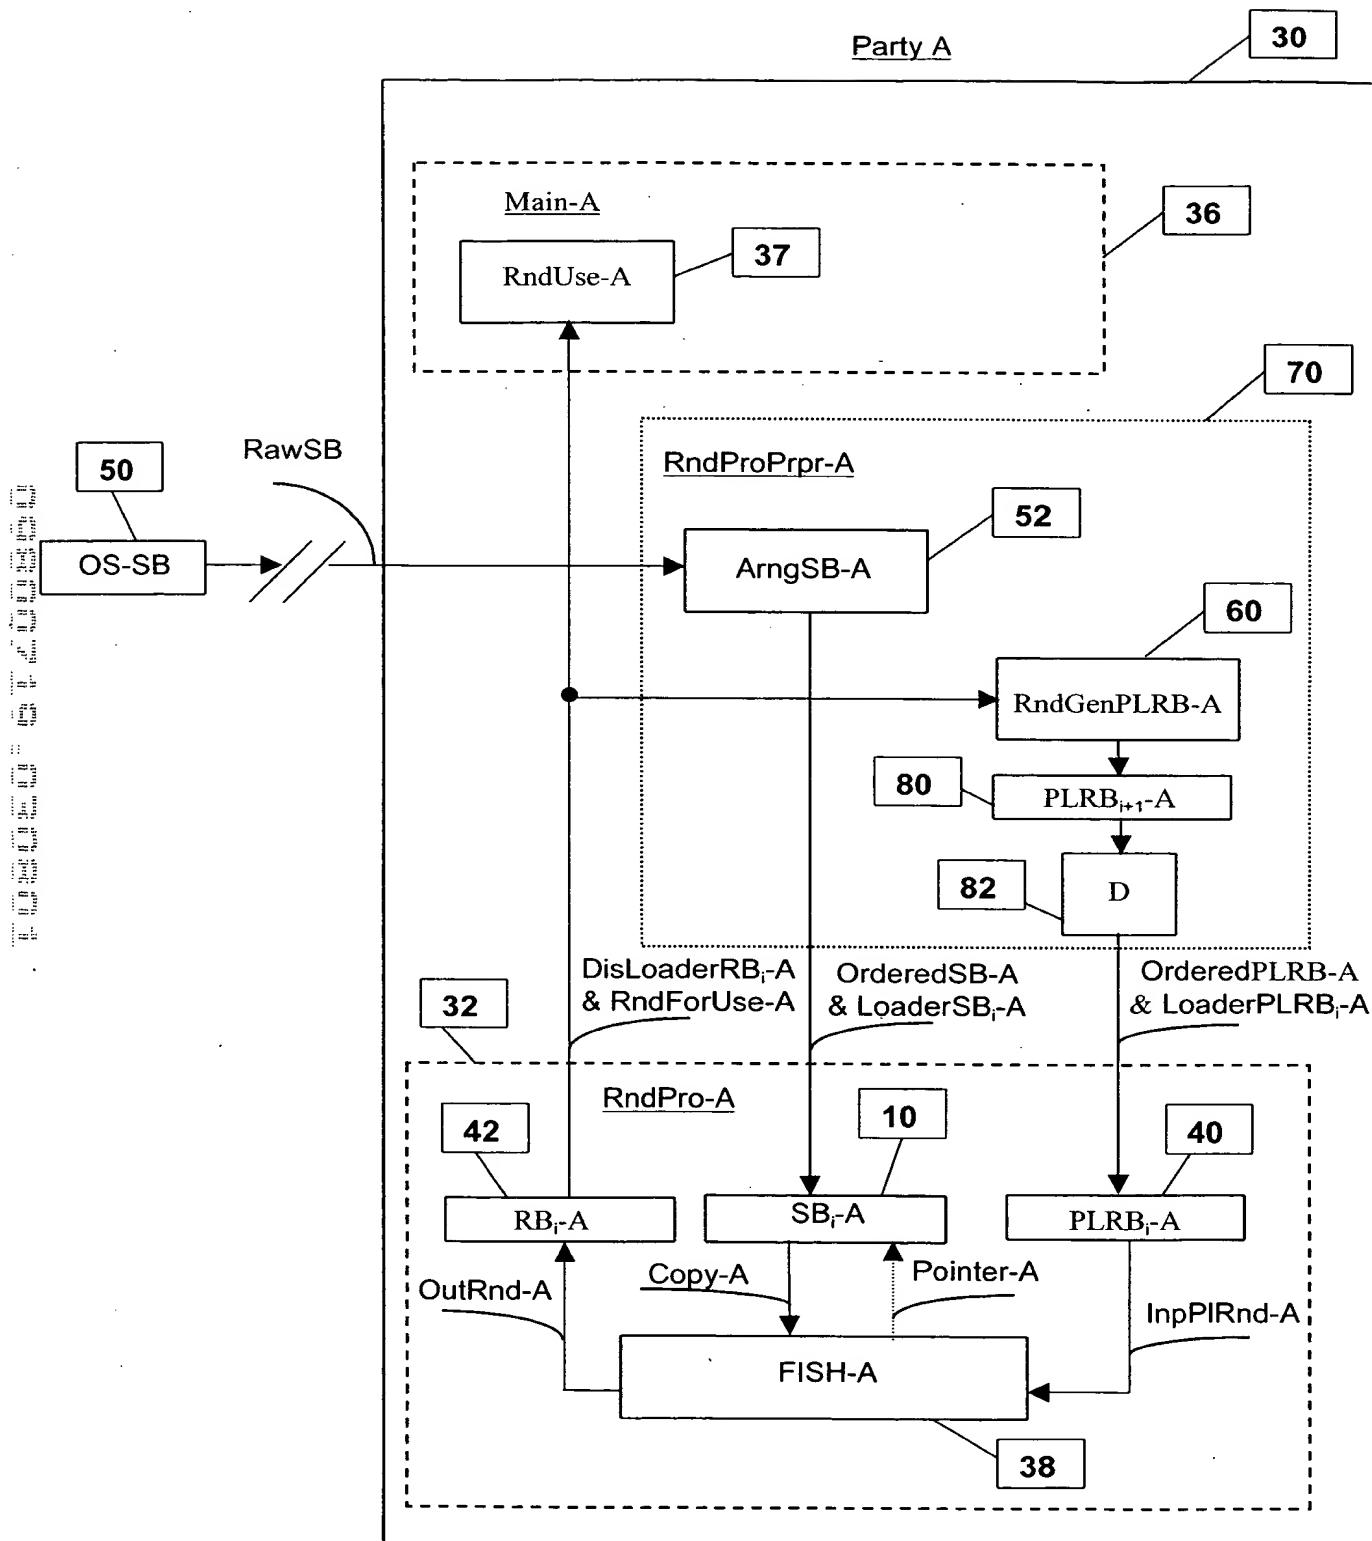 Party A
30
Main-A
36
RndUse-A
37
70
RawSB
50
RndProPrpr-A
52
OS-SB
ArngSB-A
60
RndGenPLRB-A
80
PLRBi+1-A
82
D
DisLoaderRBi-A
& RndForUse-A
OrderedSB-A
& LoaderSBi-A
OrderedPLRB-A
& LoaderPLRBi-A
32
RndPro-A
42
10
40
RBi-A
SBi-A
PLRBi-A
OutRnd-A
Copy-A
Pointer-A
InpPlRnd-A
FISH-A
38